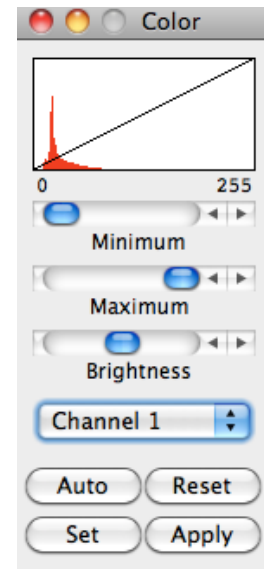 Color
0 255
Minimum
Maximum
Brightness
Channel 1
Auto Reset
Set Apply